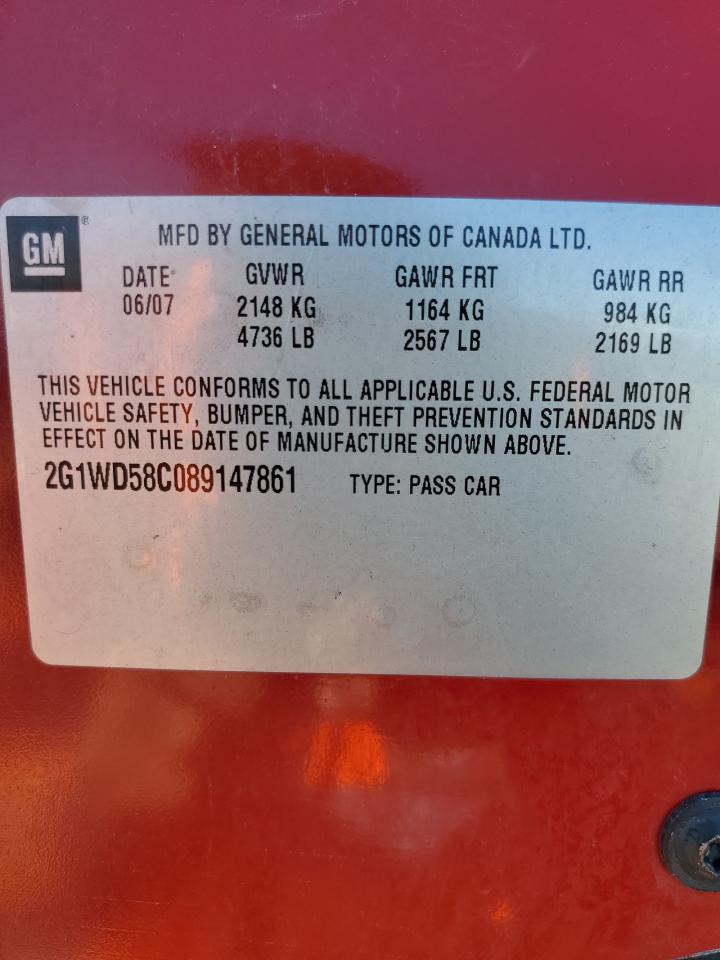 GM®
MFD BY GENERAL MOTORS OF CANADA LTD.
DATE GVWR GAWR FRT GAWR RR
06/07 2148 KG 1164 KG 984 KG
4736 LB 2567 LB 2169 LB
THIS VEHICLE CONFORMS TO ALL APPLICABLE U.S. FEDERAL MOTOR
VEHICLE SAFETY, BUMPER, AND THEFT PREVENTION STANDARDS IN
EFFECT ON THE DATE OF MANUFACTURE SHOWN ABOVE.
2G1WD58C089147861 TYPE: PASS CAR